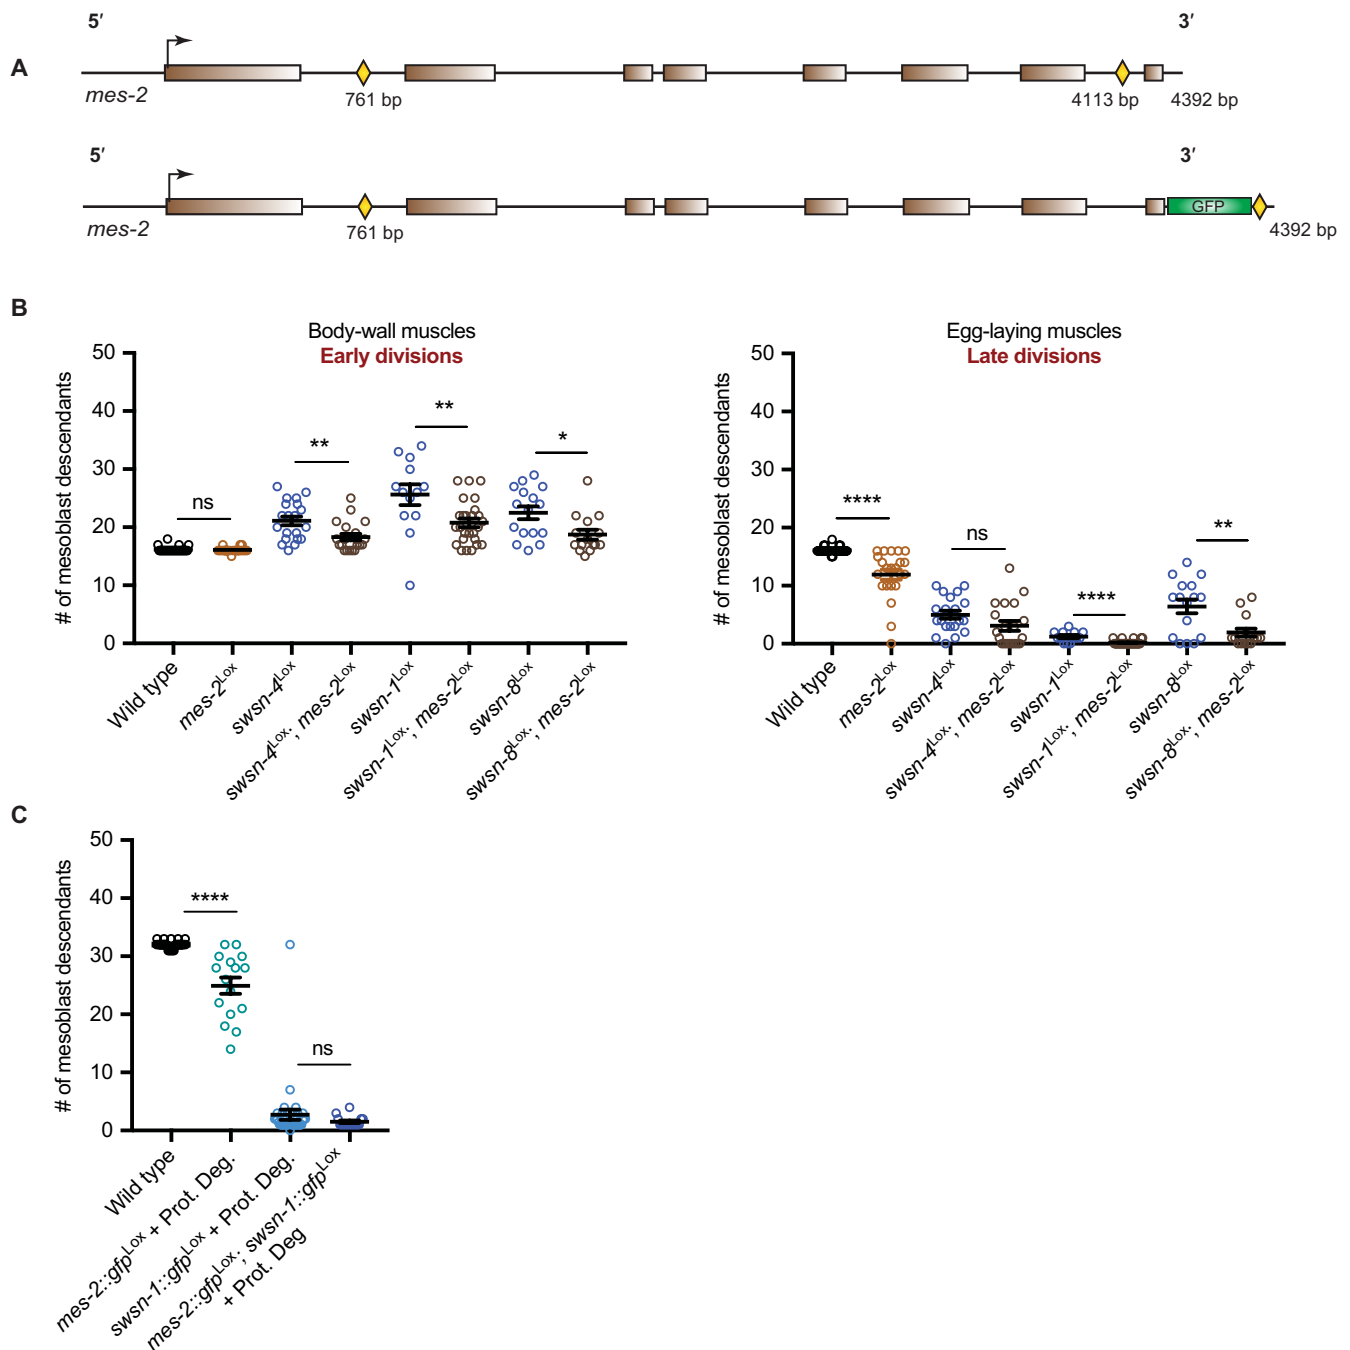 A
5′ 3′
mes-2
761 bp 4113 bp 4392 bp
5′ 3′
GFP
mes-2
761 bp 4392 bp
B
Body-wall muscles
Early divisions
# of mesoblast descendants
50
40
30
20
10
0
ns
**
**
*
Wild type
mes-2Lox
swsn-4Lox
swsn-4Lox; mes-2Lox
swsn-1Lox
swsn-1Lox; mes-2Lox
swsn-8Lox
swsn-8Lox; mes-2Lox
Egg-laying muscles
Late divisions
# of mesoblast descendants
50
40
30
20
10
0
****
ns
****
**
Wild type
mes-2Lox
swsn-4Lox
swsn-4Lox; mes-2Lox
swsn-1Lox
swsn-1Lox; mes-2Lox
swsn-8Lox
swsn-8Lox; mes-2Lox
C
# of mesoblast descendants
50
40
30
20
10
0
****
ns
Wild type
mes-2::gfpLox + Prot. Deg.
swsn-1::gfpLox + Prot. Deg.
mes-2::gfpLox; swsn-1::gfpLox
+ Prot. Deg